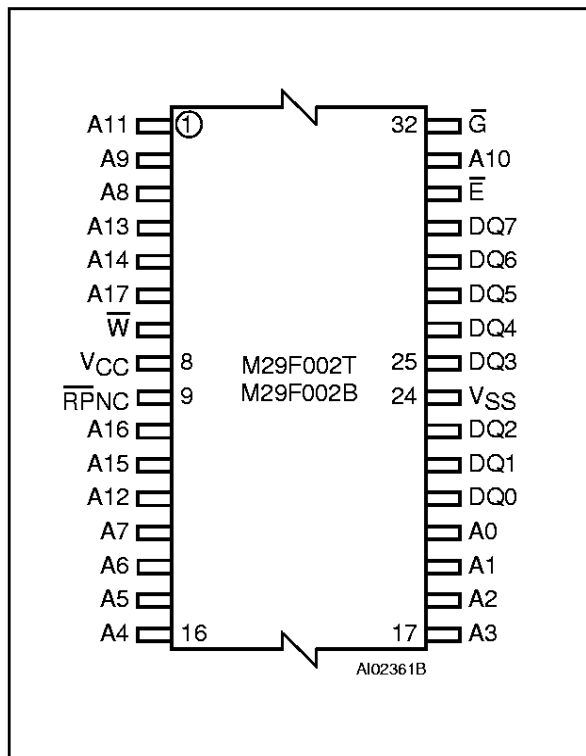 A11 1 32 G̅
A9 A10
A8 E̅
A13 DQ7
A14 DQ6
A17 DQ5
W̅ DQ4
VCC 8 M29F002T 25 DQ3
R̅P̅NC 9 M29F002B 24 VSS
A16 DQ2
A15 DQ1
A12 DQ0
A7 A0
A6 A1
A5 A2
A4 16 17 A3
AI02361B